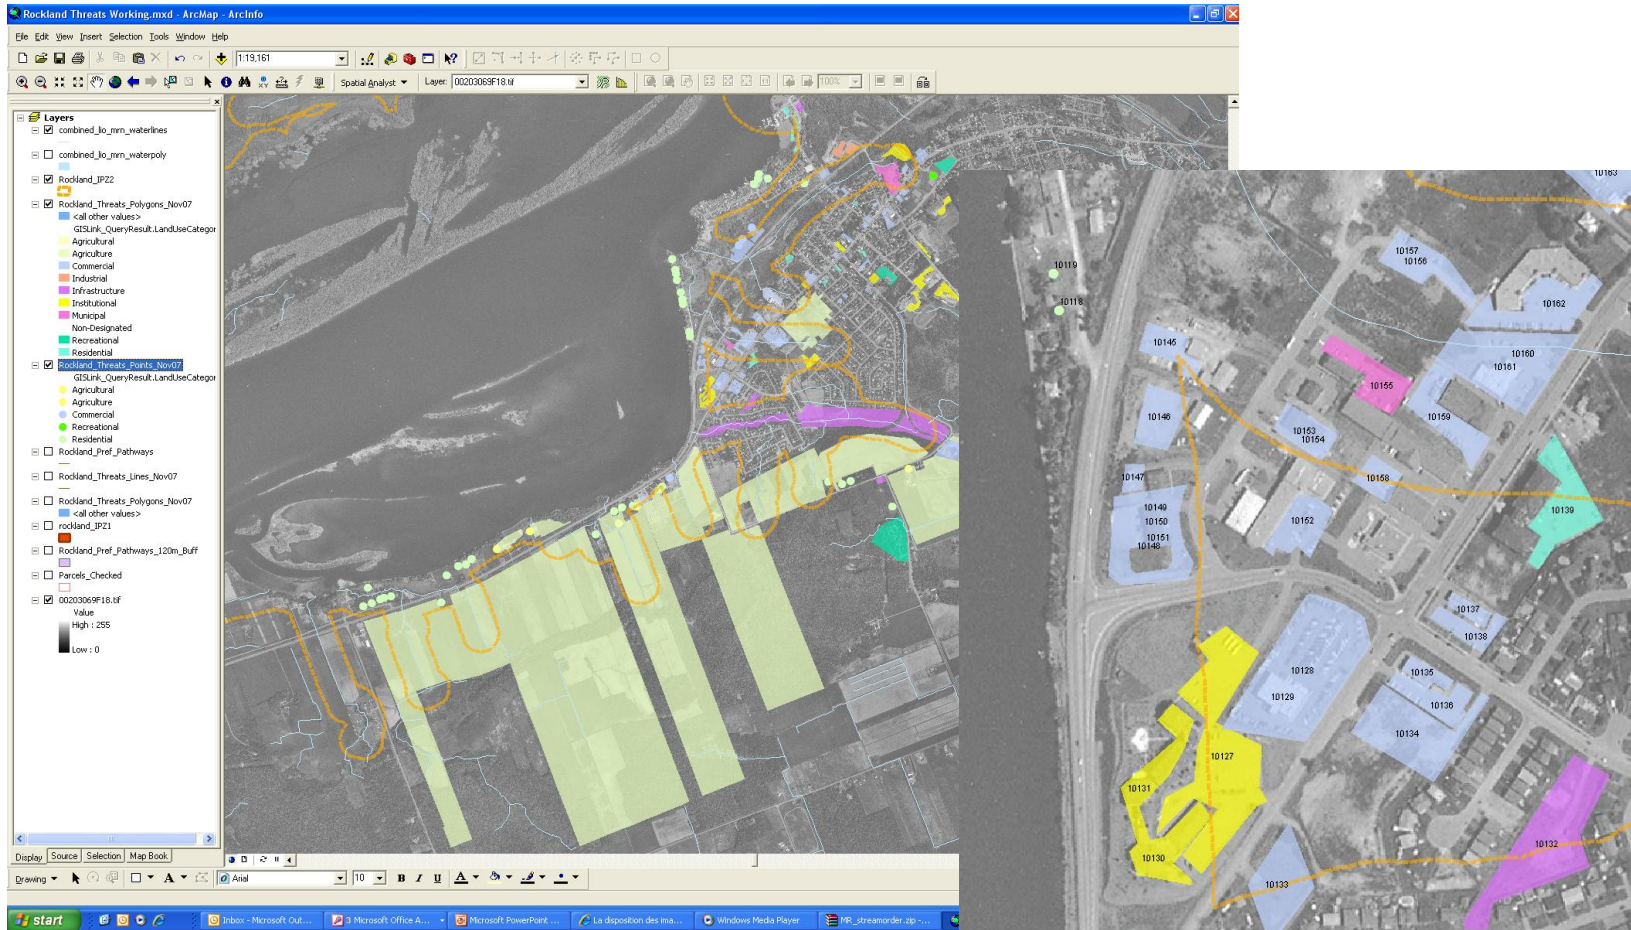 Rockland Threats Working.mxd - ArcMap - ArcInfo
File Edit View Insert Selection Tools Window Help
1:19,161
Spatial Analyst Layer: 00203069F18.tif 100%
Layers
combined_lio_mrn_waterlines
combined_lio_mrn_waterpoly
Rockland_IPZ2
Rockland_Threats_Polygons_Nov07
<all other values>
GISLink_QueryResult.LandUseCategor
Agricultural
Agriculture
Commercial
Industrial
Infrastructure
Institutional
Municipal
Non-Designated
Recreational
Residential
Rockland_Threats_Points_Nov07
GISLink_QueryResult.LandUseCategor
Agricultural
Agriculture
Commercial
Recreational
Residential
Rockland_Pref_Pathways
Rockland_Threats_Lines_Nov07
Rockland_Threats_Polygons_Nov07
<all other values>
rockland_IPZ1
Rockland_Pref_Pathways_120m_Buff
Parcels_Checked
00203069F18.tif
Value
High : 255
Low : 0
Display Source Selection Map Book
Drawing Arial 10 B I U A
start Inbox - Microsoft Out... 3 Microsoft Office A... Microsoft PowerPoint ... La disposition des ima... Windows Media Player MR_streamorder.zip -...
10163
10157
10156
10119
10118
10162
10145
10160
10161
10155
10146
10159
10153
10154
10147
10158
10149
10139
10150
10152
10151
10148
10137
10138
10128
10135
10129
10136
10134
10127
10131
10132
10130
10133